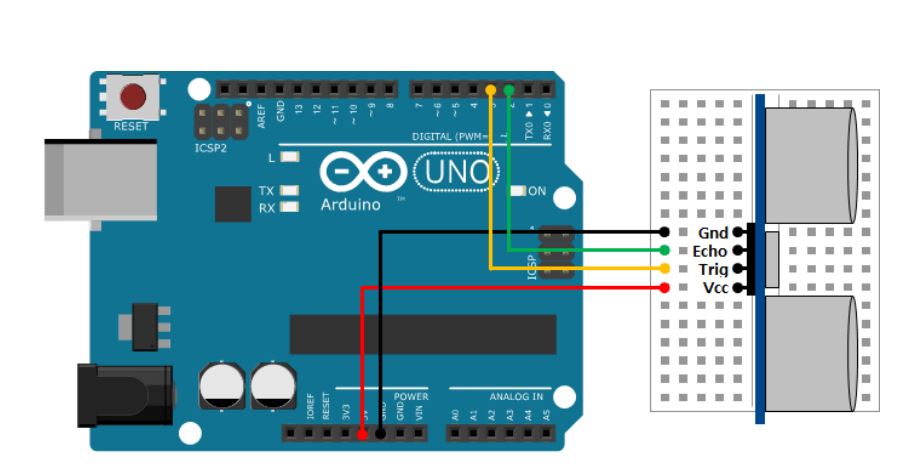 RESET
ICSP2
AREF
GND
13
12
~11
~10
~9
8
7
~6
~5
4
2
TX0 ▶ 1
RX0 ◀ 0
DIGITAL (PWM=
L
TX
RX
UNO
Arduino
TM
ON
ICSP
Gnd
Echo
Trig
Vcc
POWER
ANALOG IN
IOREF
RESET
3V3
5V
GND
GND
VIN
A0
A1
A2
A3
A4
A5